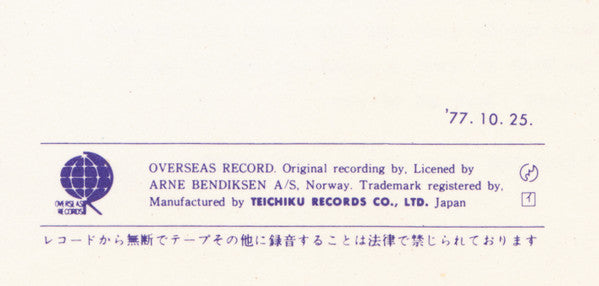 '77. 10. 25.
OVERSEAS RECORD. Original recording by, Licened by
ARNE BENDIKSEN A/S, Norway. Trademark registered by,
Manufactured by TEICHIKU RECORDS CO., LTD. Japan
OVERSEAS
RECORDS
イ
レコードから無断でテープその他に録音することは法律で禁じられております